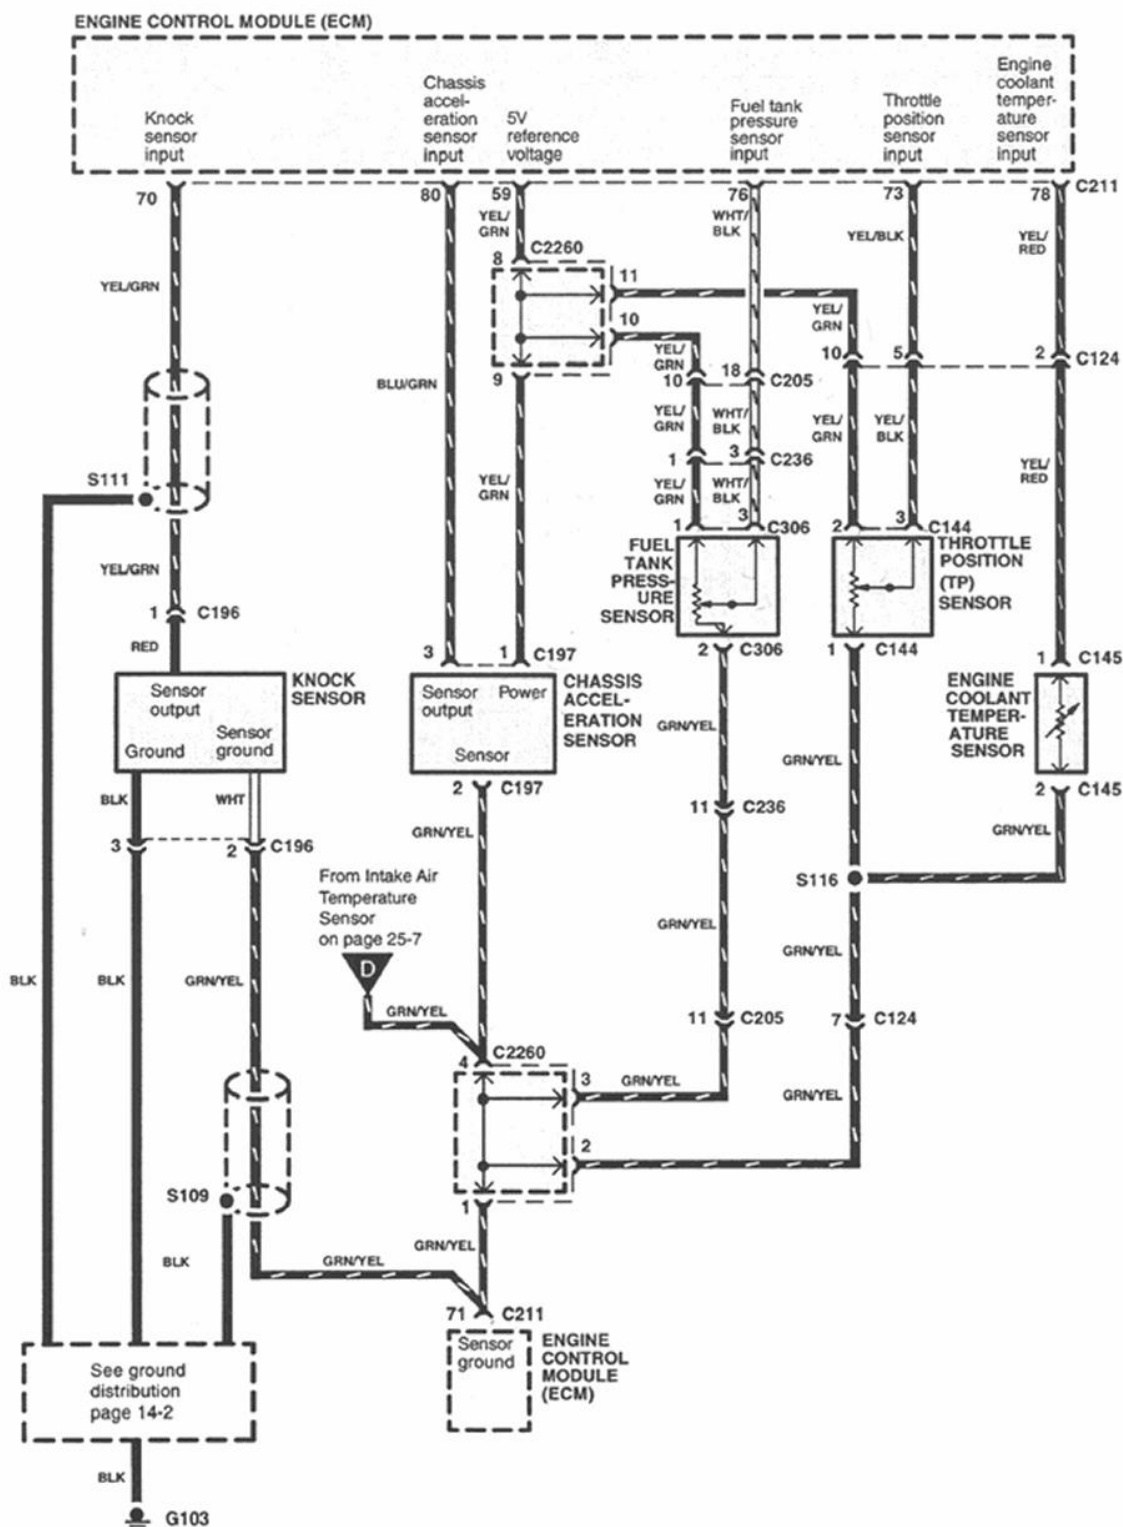 ENGINE CONTROL MODULE (ECM)
Knock
sensor
input
Chassis
accel-
eration
sensor
input
5V
reference
voltage
Fuel tank
pressure
sensor
input
Throttle
position
sensor
input
Engine
coolant
temper-
ature
sensor
input
70
80
59
76
73
78
C211
YEL/
GRN
WHT/
BLK
YEL/BLK
YEL/
RED
YEL/GRN
8
C2260
11
10
9
YEL/
GRN
YEL/
GRN
10
5
2
C124
BLU/GRN
10
18
C205
YEL/
GRN
WHT/
BLK
YEL/
GRN
YEL/
BLK
1
3
C236
YEL/
RED
S111
YEL/
GRN
YEL/
GRN
WHT/
BLK
1
3
C306
2
3
C144
YEL/GRN
FUEL
TANK
PRESS-
URE
SENSOR
THROTTLE
POSITION
(TP)
SENSOR
1
C196
RED
2
C306
1
C144
3
1
C197
1
C145
KNOCK
SENSOR
Sensor
output
Ground
Sensor
ground
Sensor
output
Power
Sensor
CHASSIS
ACCEL-
ERATION
SENSOR
ENGINE
COOLANT
TEMPER-
ATURE
SENSOR
GRN/YEL
GRN/YEL
BLK
WHT
2
C197
2
C145
11
C236
GRN/YEL
GRN/YEL
3
2
C196
From Intake Air
Temperature
Sensor
on page 25-7
D
S116
GRN/YEL
GRN/YEL
BLK
BLK
GRN/YEL
GRN/YEL
11
C205
7
C124
4
C2260
3
GRN/YEL
GRN/YEL
2
1
S109
BLK
GRN/YEL
GRN/YEL
71
C211
Sensor
ground
ENGINE
CONTROL
MODULE
(ECM)
See ground
distribution
page 14-2
BLK
G103